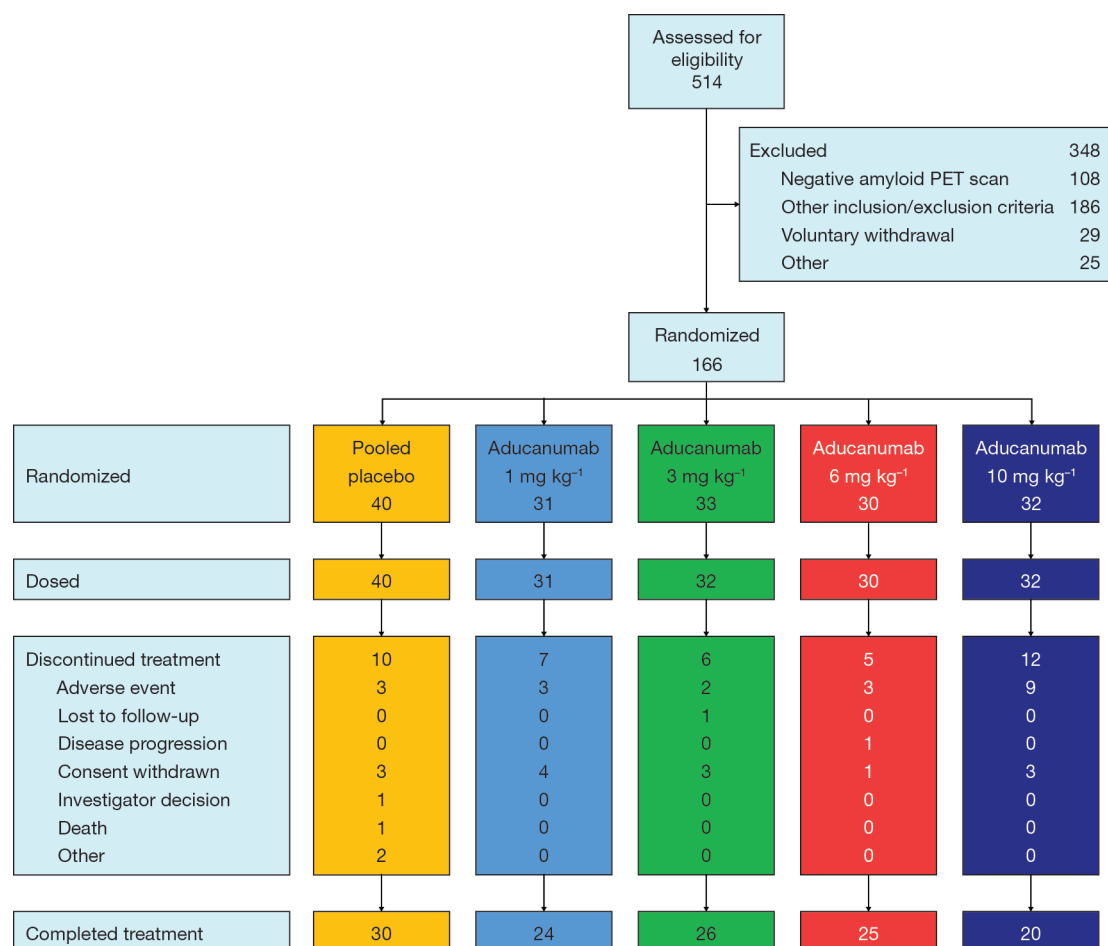 Assessed for
eligibility
514
Excluded 348
Negative amyloid PET scan 108
Other inclusion/exclusion criteria 186
Voluntary withdrawal 29
Other 25
Randomized
166
Randomized
Pooled
placebo
40
Aducanumab
1 mg kg⁻¹
31
Aducanumab
3 mg kg⁻¹
33
Aducanumab
6 mg kg⁻¹
30
Aducanumab
10 mg kg⁻¹
32
Dosed 40 31 32 30 32
Discontinued treatment 10 7 6 5 12
Adverse event 3 3 2 3 9
Lost to follow-up 0 0 1 0 0
Disease progression 0 0 0 1 0
Consent withdrawn 3 4 3 1 3
Investigator decision 1 0 0 0 0
Death 1 0 0 0 0
Other 2 0 0 0 0
Completed treatment 30 24 26 25 20